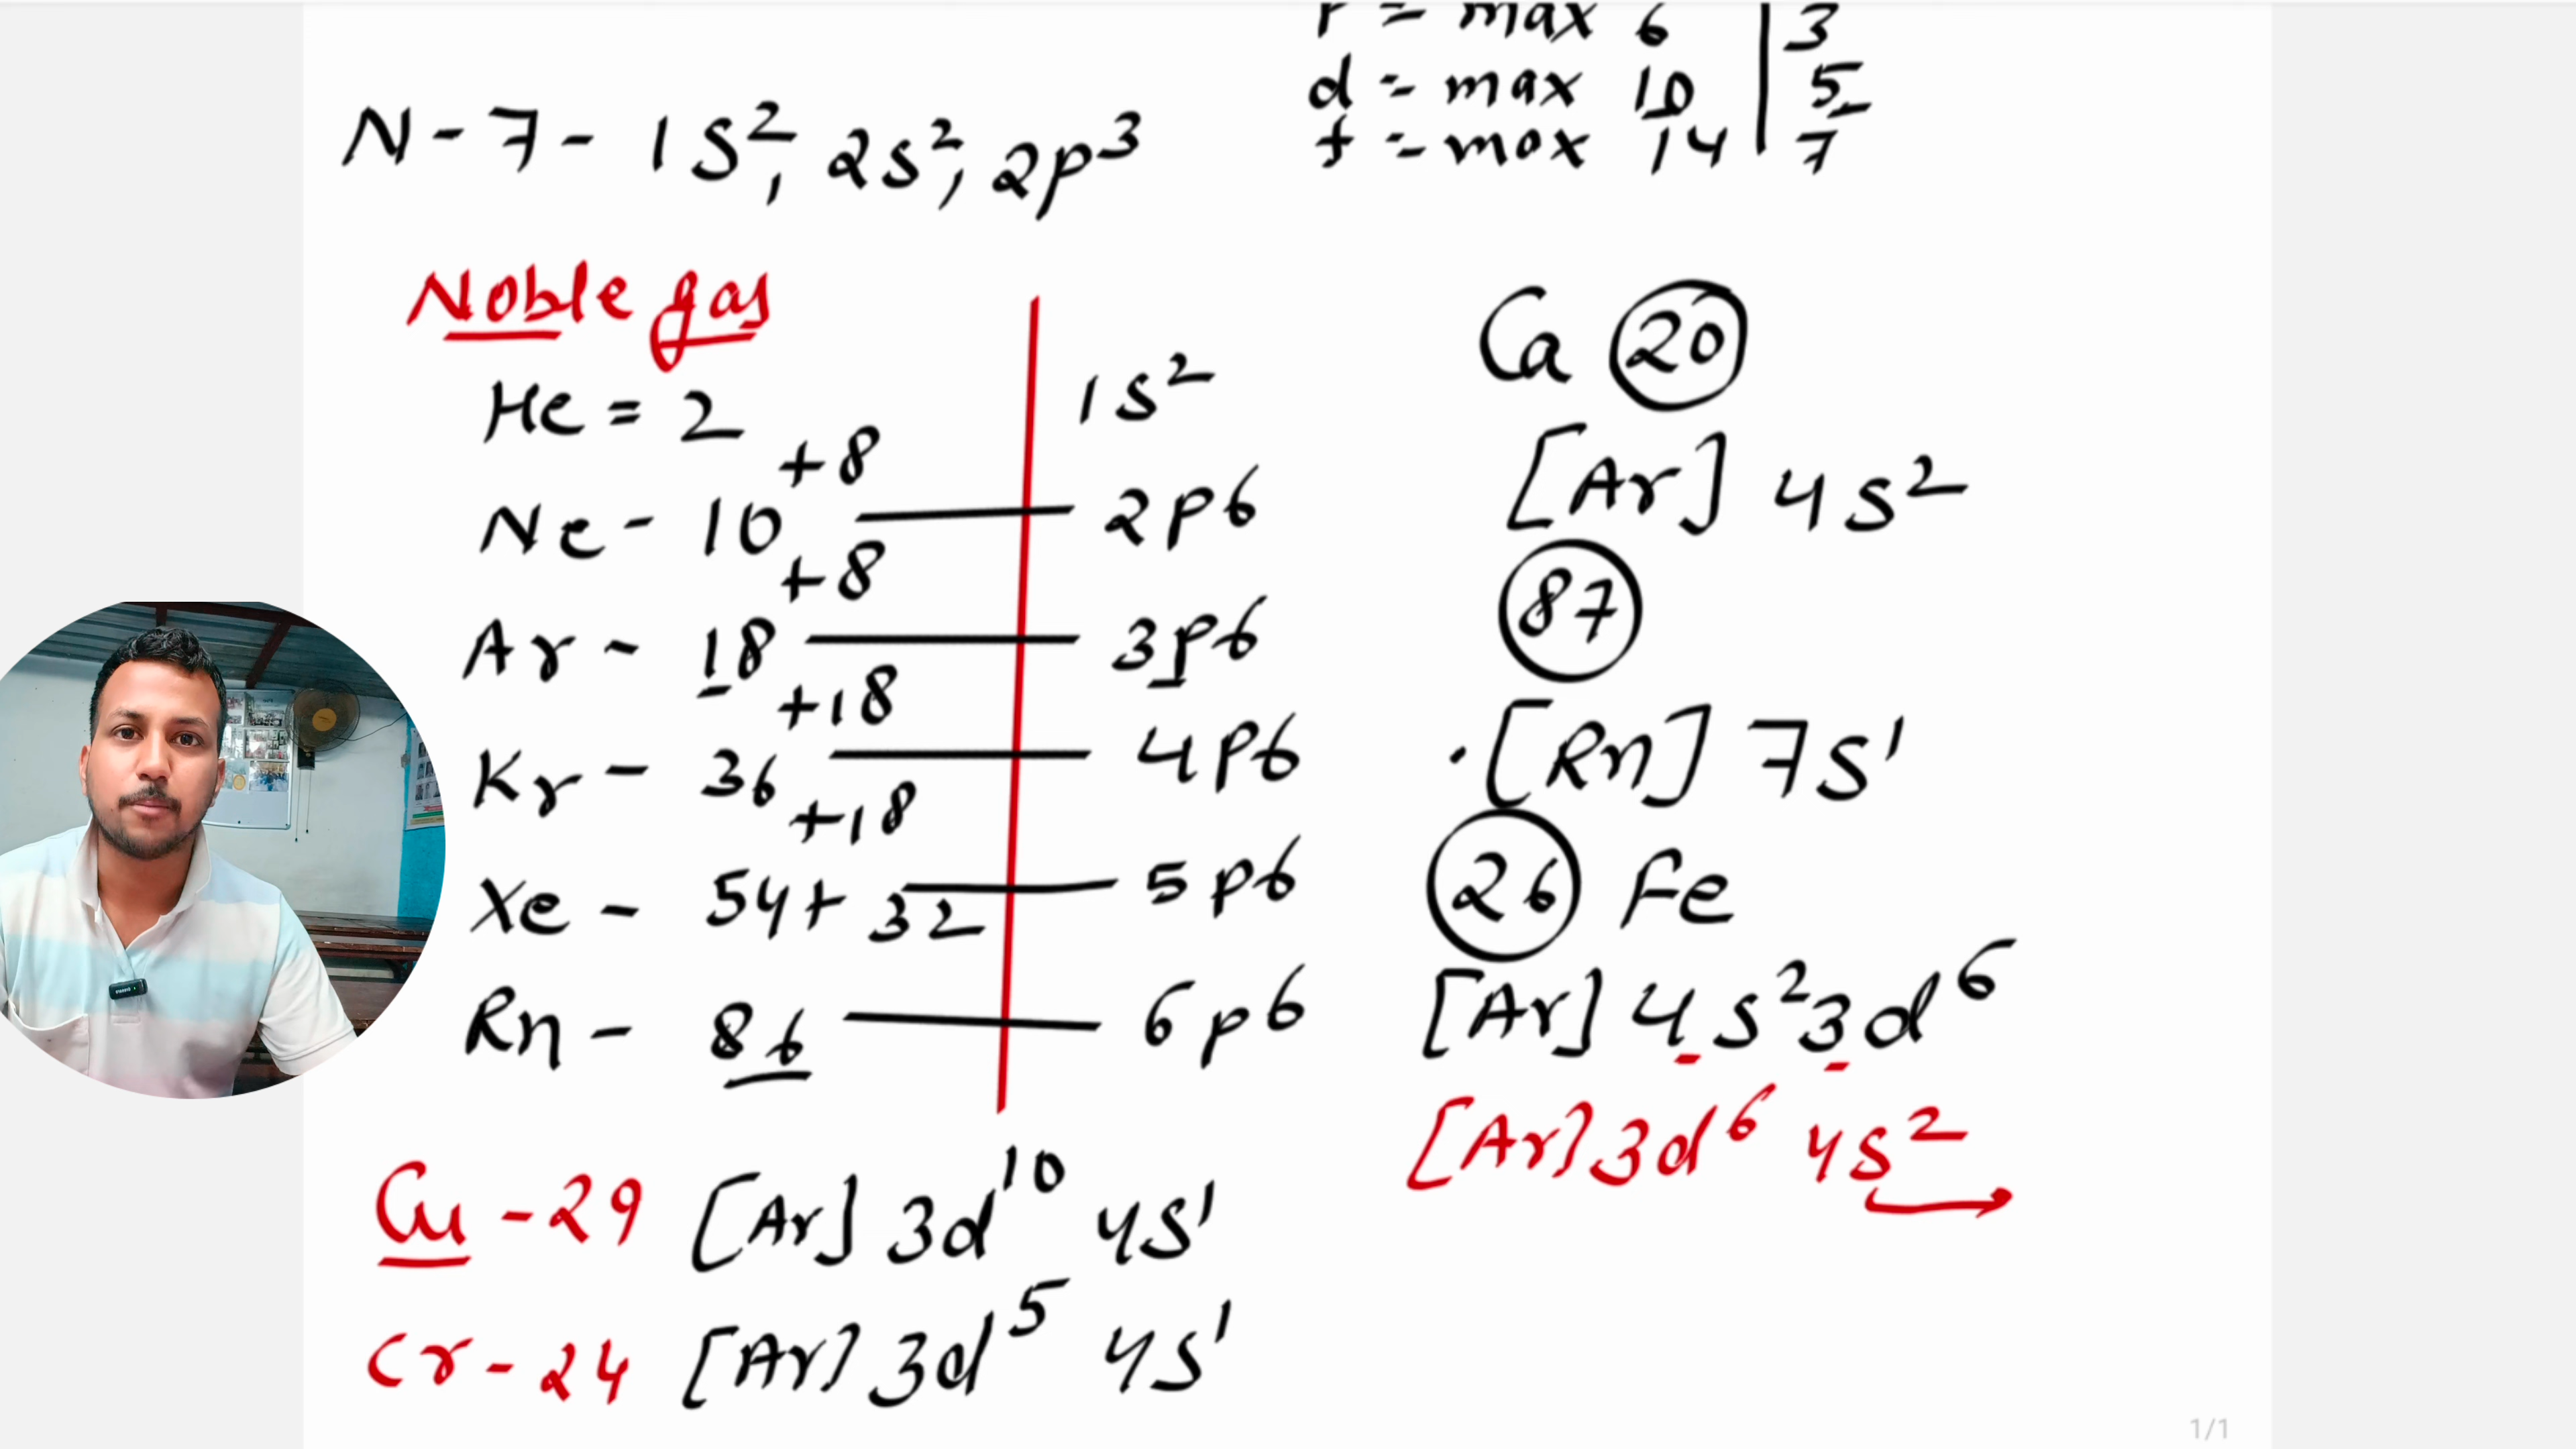 p = max 6 | 3
d = max 10 | 5
f = max 14 | 7
N - 7 - 1s², 2s², 2p³
Noble gas
He = 2 1s²
+8
Ne - 10 — 2p6
+8
Ar - 18 — 3p6
+18
Kr - 36 — 4p6
+18
Xe - 54 + 32 — 5p6
Rn - 86 — 6p6
Cu - 29 [Ar] 3d¹⁰ 4s¹
Cr - 24 [Ar] 3d⁵ 4s¹
Ca 20
[Ar] 4s²
87
[Rn] 7s¹
26 Fe
[Ar] 4s² 3d⁶
[Ar] 3d⁶ 4s²
1/1